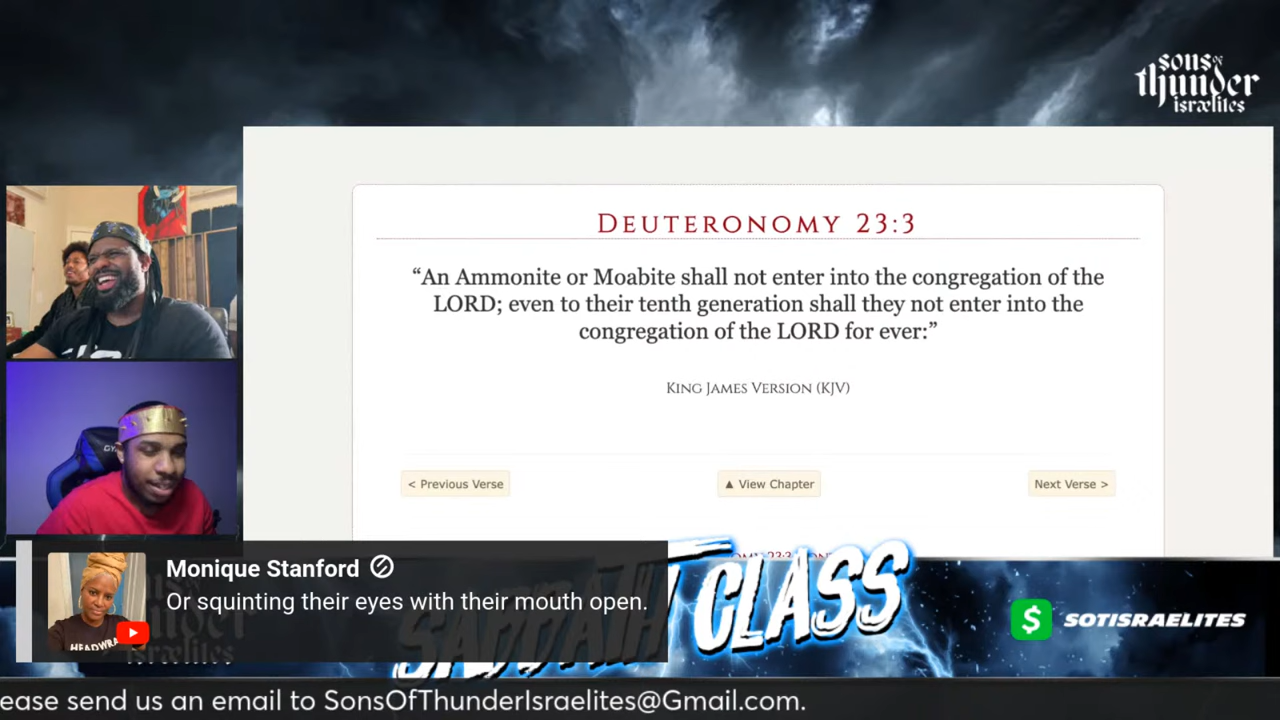 sons OF
thunder
israelites
DEUTERONOMY 23:3
“An Ammonite or Moabite shall not enter into the congregation of the
LORD; even to their tenth generation shall they not enter into the
congregation of the LORD for ever:”
KING JAMES VERSION (KJV)
< Previous Verse
▲ View Chapter
Next Verse >
Monique Stanford
Or squinting their eyes with their mouth open.
HEADWRA
israelites
SABBATH CLASS
$ SOTISRAELITES
ease send us an email to SonsOfThunderIsraelites@Gmail.com.